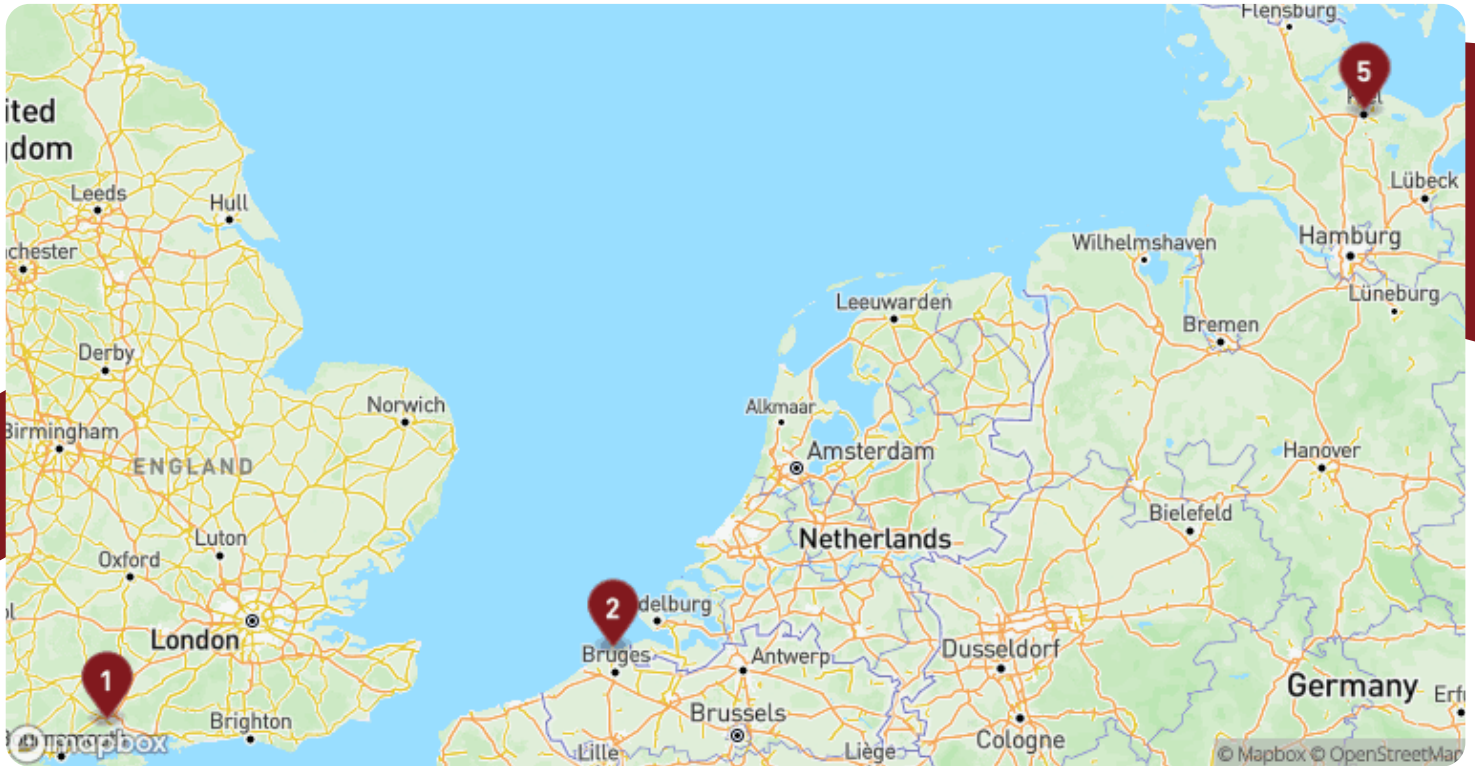 Flensburg
5
ited
gdom
Leeds
Lübeck
Hull
Hamburg
Wilhelmshaven
chester
Lüneburg
Leeuwarden
Bremen
Derby
Norwich
Alkmaar
Birmingham
Amsterdam
Hanover
ENGLAND
Bielefeld
Luton
Netherlands
Oxford
2
delburg
London
Bruges
Antwerp
Dusseldorf
1
Germany
Erf
Brighton
Brussels
Cologne
mapbox
Lille
Liège
© Mapbox © OpenStreetMap